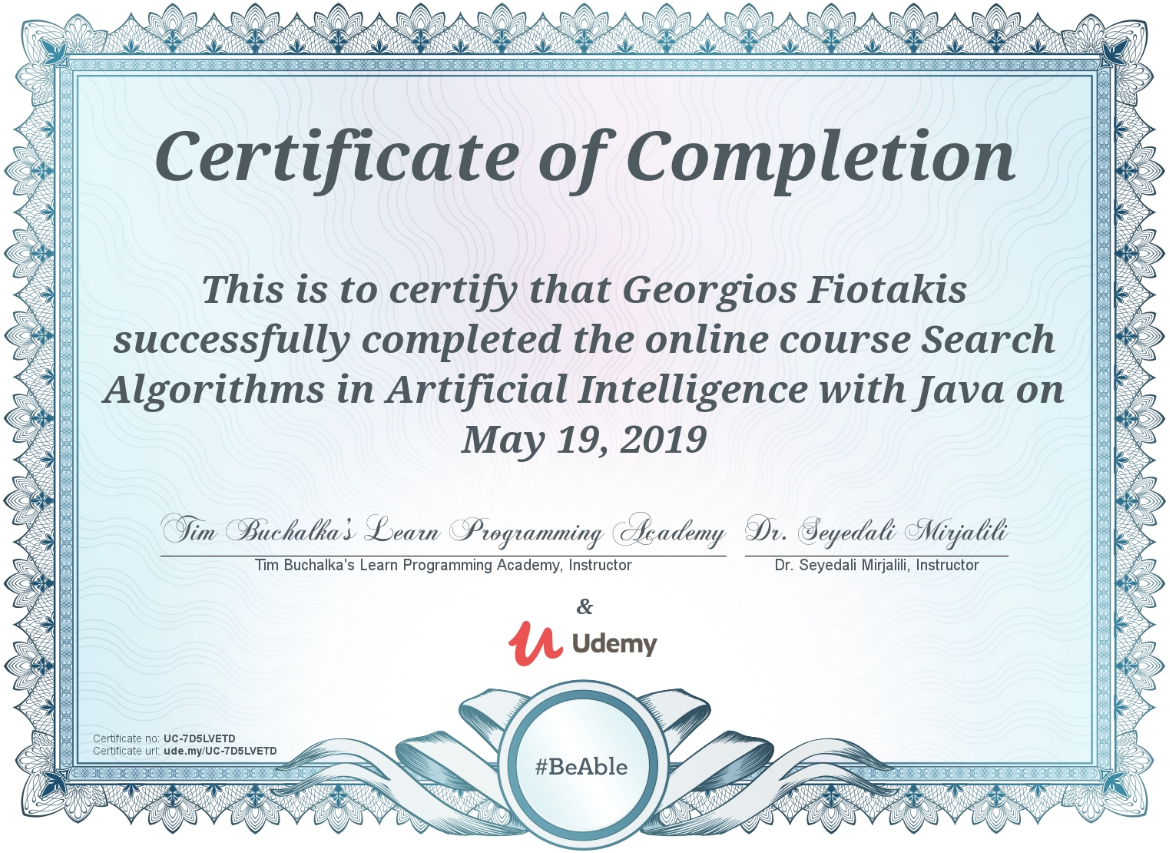 Certificate of Completion
This is to certify that Georgios Fiotakis
successfully completed the online course Search
Algorithms in Artificial Intelligence with Java on
May 19, 2019
Tim Buchalka's Learn Programming Academy Dr. Seyedali Mirjalili
Tim Buchalka's Learn Programming Academy, Instructor Dr. Seyedali Mirjalili, Instructor
&
Udemy
Certificate no: UC-7D5LVETD
Certificate url: ude.my/UC-7D5LVETD
#BeAble